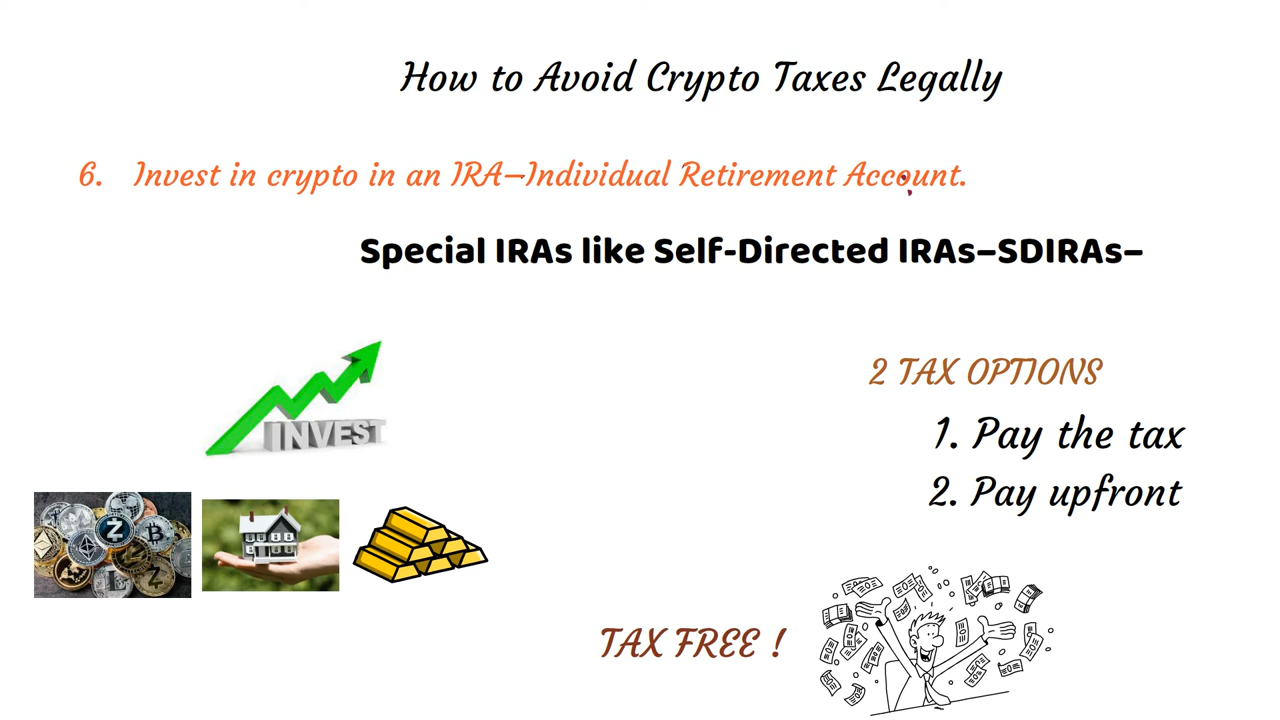 How to Avoid Crypto Taxes Legally
6. Invest in crypto in an IRA–Individual Retirement Account.
Special IRAs like Self-Directed IRAs–SDIRAs–
INVEST
2 TAX OPTIONS
1. Pay the tax
2. Pay upfront
TAX FREE !